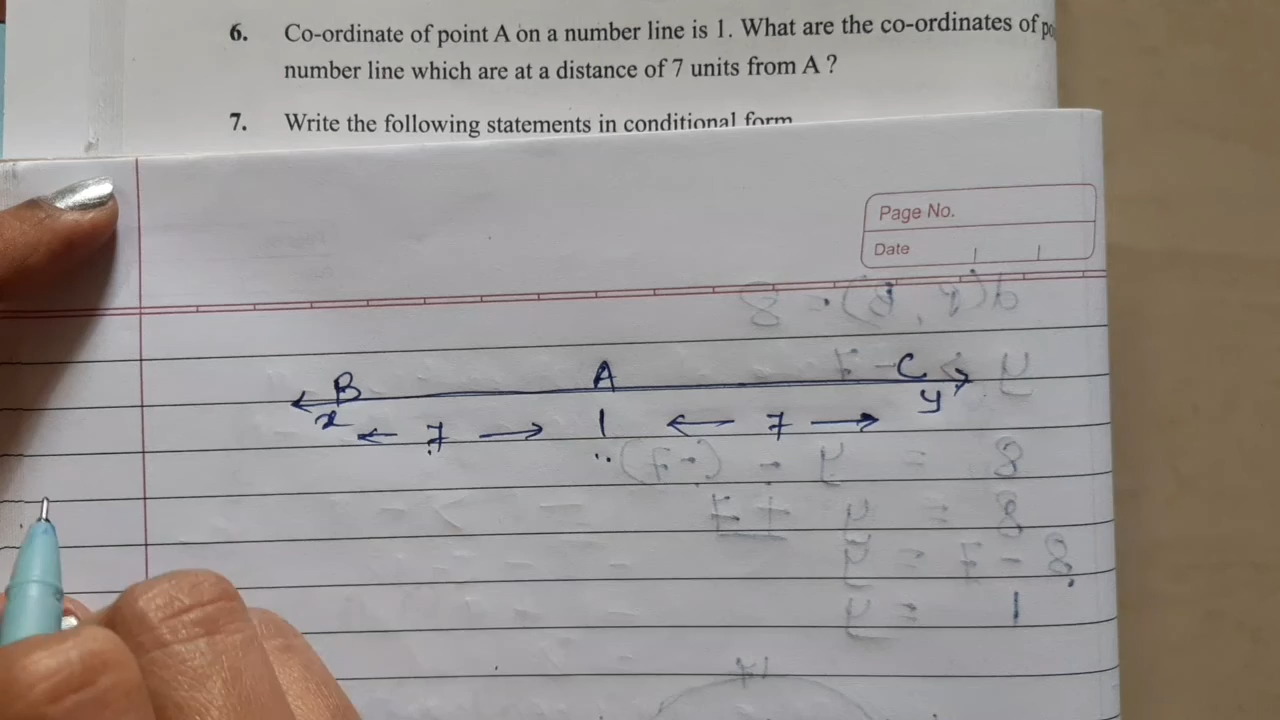 6. Co-ordinate of point A on a number line is 1. What are the co-ordinates of
number line which are at a distance of 7 units from A ?
7. Write the following statements in conditional form
Page No.
Date
B A C
x 7 1 7 y